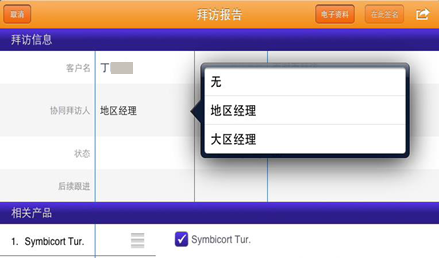 取消 拜访报告 电子资料 在此签名
拜访信息
客户名 丁
无
协同拜访人 地区经理
地区经理
大区经理
状态
后续跟进
相关产品
1. Symbicort Tur. Symbicort Tur.